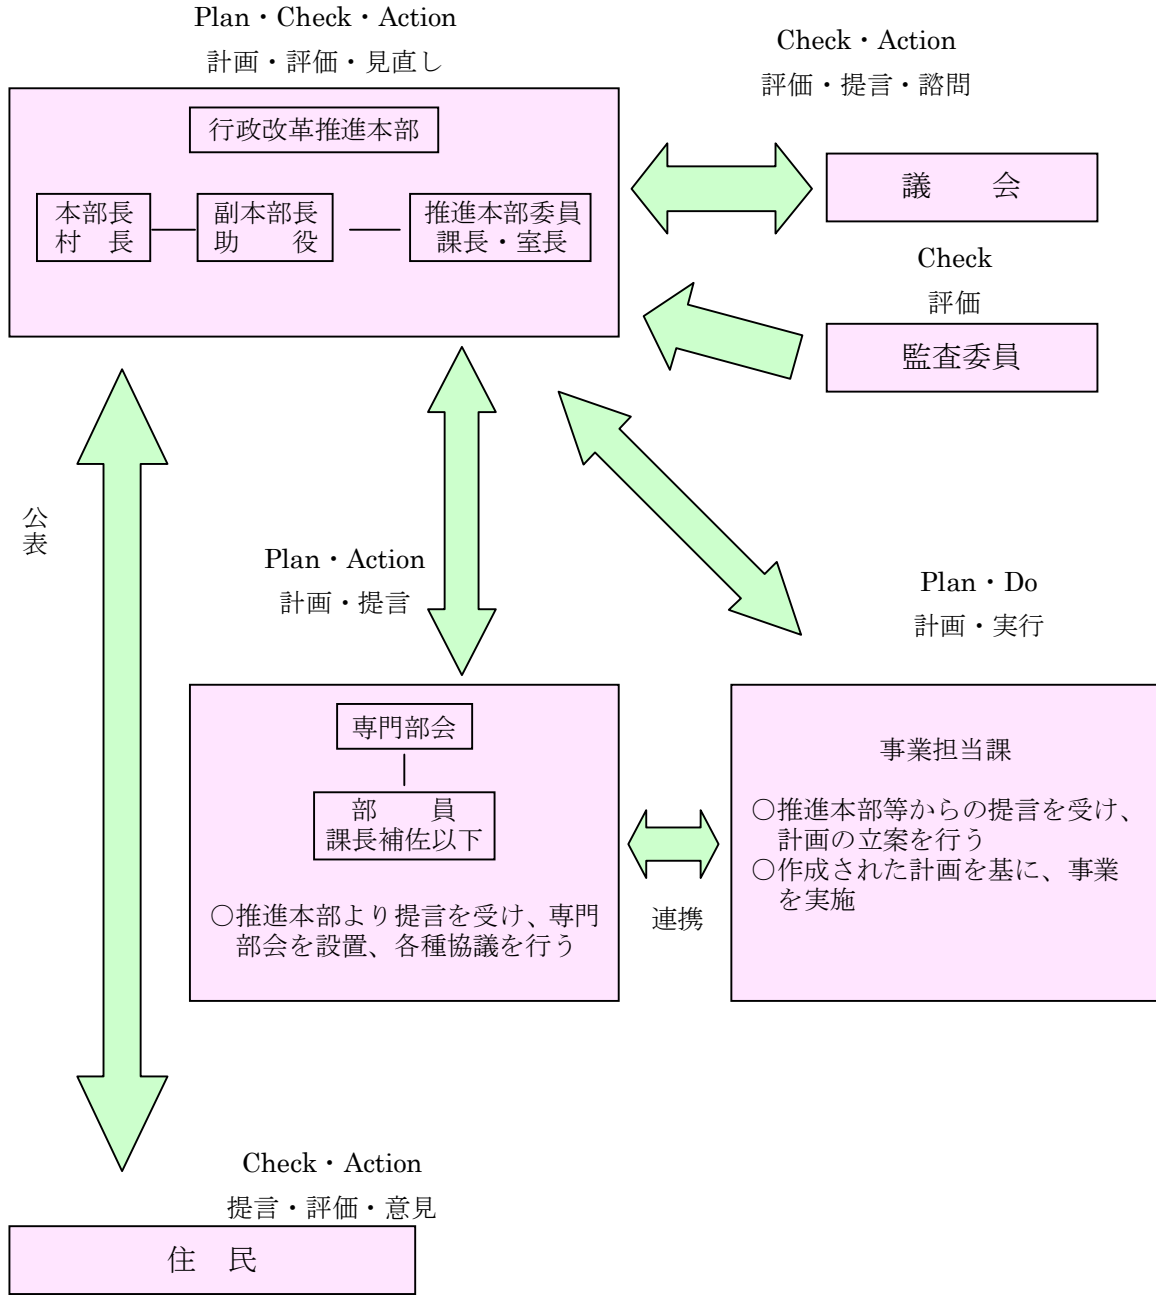 Plan・Check・Action
計画・評価・見直し
Check・Action
評価・提言・諮問
行政改革推進本部
本部長
村　長
副本部長
助　　役
推進本部委員
課長・室長
議　　会
Check
評価
監査委員
公表
Plan・Action
計画・提言
Plan・Do
計画・実行
専門部会
部　　員
課長補佐以下
○推進本部より提言を受け、専門
部会を設置、各種協議を行う
連携
事業担当課
○推進本部等からの提言を受け、
計画の立案を行う
○作成された計画を基に、事業
を実施
Check・Action
提言・評価・意見
住　民